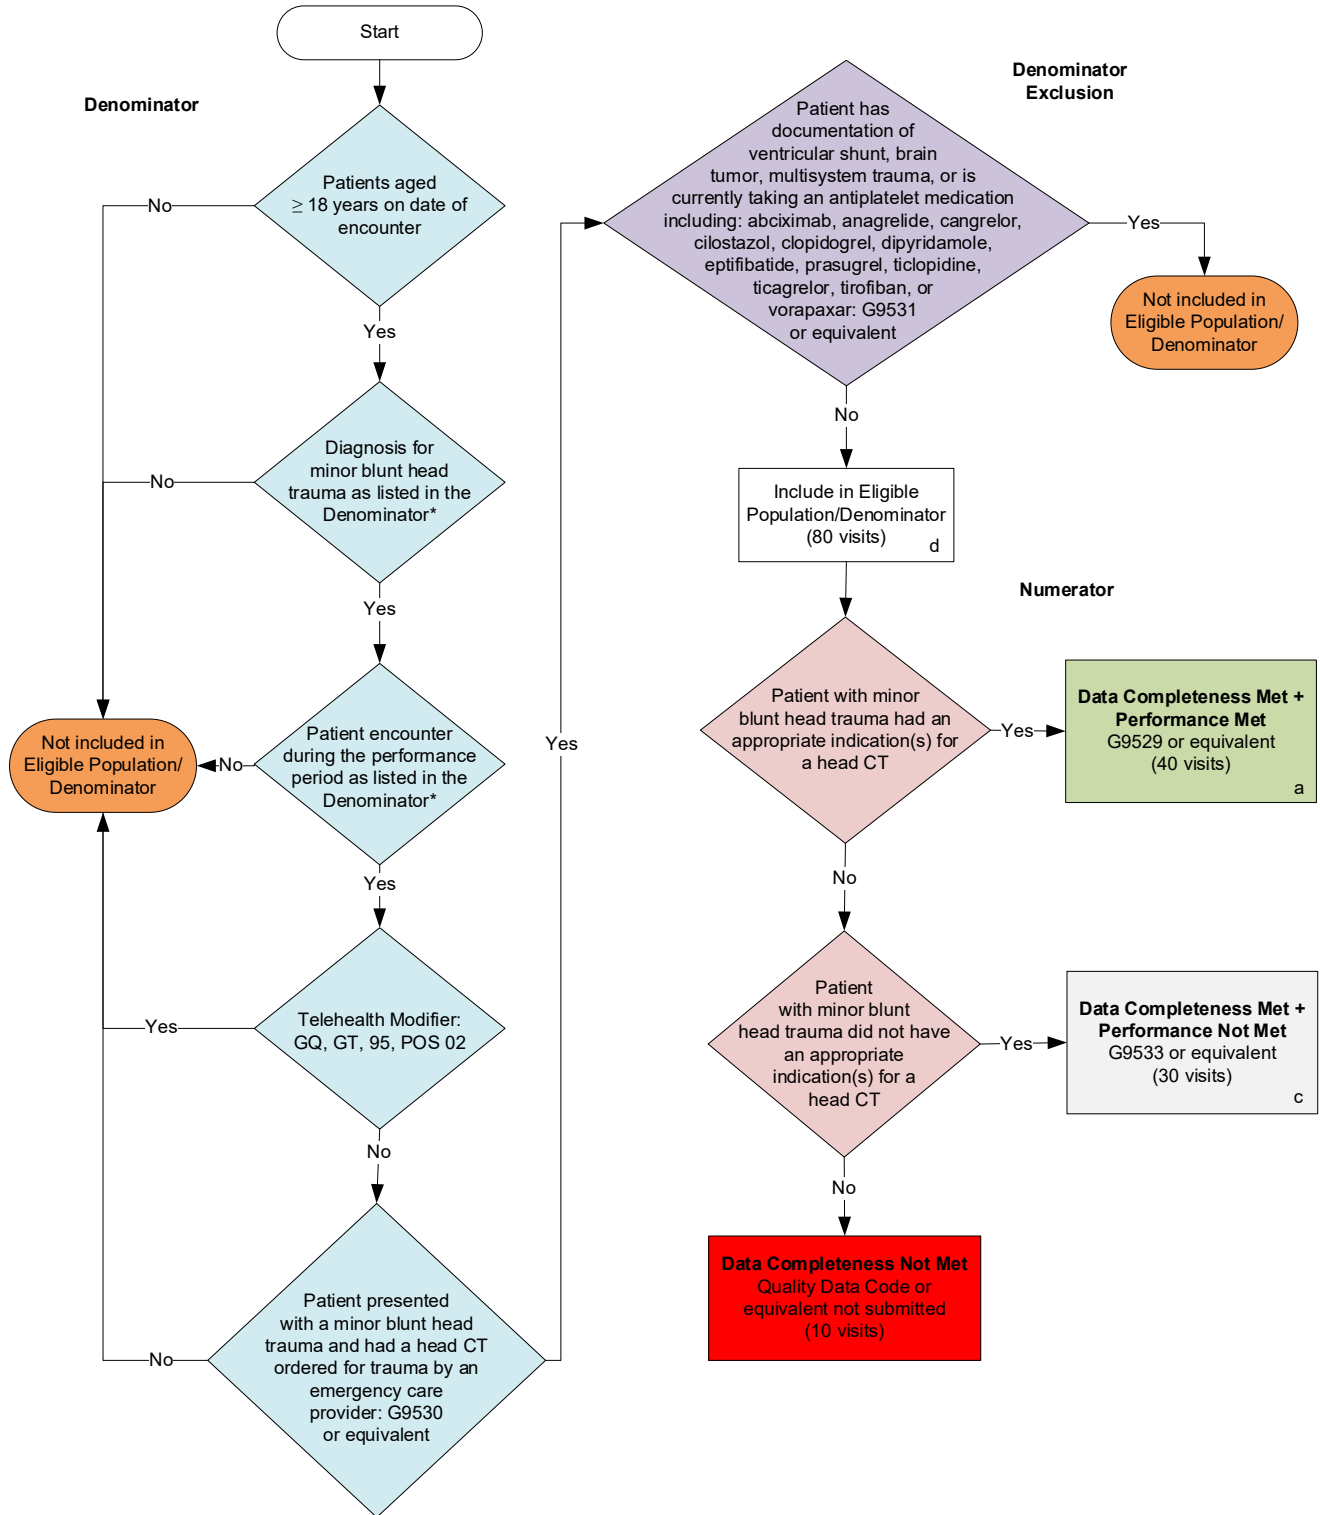 Start
Denominator
Patients aged
≥ 18 years on date of
encounter
No
Yes
Diagnosis for
minor blunt head
trauma as listed in the
Denominator*
No
Yes
Patient encounter
during the performance
period as listed in the
Denominator*
No
Not included in
Eligible Population/
Denominator
Yes
Telehealth Modifier:
GQ, GT, 95, POS 02
Yes
No
Patient presented
with a minor blunt head
trauma and had a head CT
ordered for trauma by an
emergency care
provider: G9530
or equivalent
No
Yes
Denominator
Exclusion
Patient has
documentation of
ventricular shunt, brain
tumor, multisystem trauma, or is
currently taking an antiplatelet medication
including: abciximab, anagrelide, cangrelor,
cilostazol, clopidogrel, dipyridamole,
eptifibatide, prasugrel, ticlopidine,
ticagrelor, tirofiban, or
vorapaxar: G9531
or equivalent
Yes
Not included in
Eligible Population/
Denominator
No
Include in Eligible
Population/Denominator
(80 visits)
d
Numerator
Patient with minor
blunt head trauma had an
appropriate indication(s) for
a head CT
Yes
Data Completeness Met +
Performance Met
G9529 or equivalent
(40 visits)
a
No
Patient
with minor blunt
head trauma did not have
an appropriate
indication(s) for a
head CT
Yes
Data Completeness Met +
Performance Not Met
G9533 or equivalent
(30 visits)
c
No
Data Completeness Not Met
Quality Data Code or
equivalent not submitted
(10 visits)